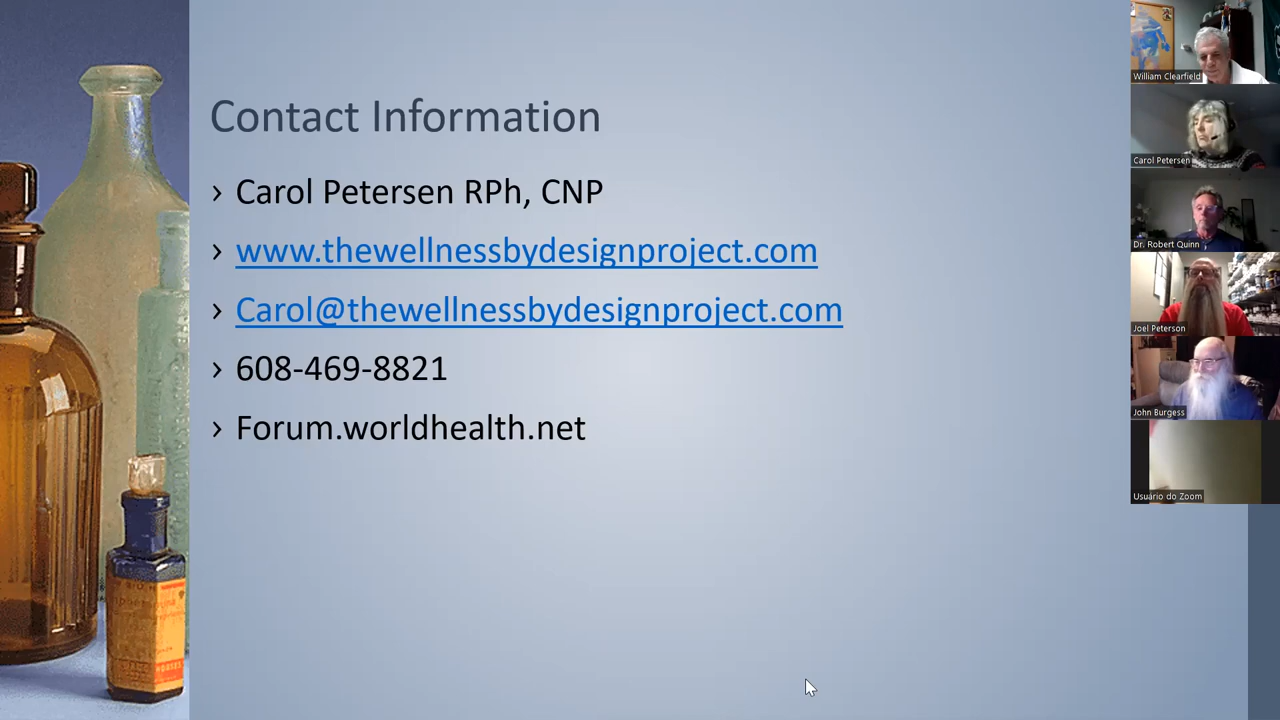 Contact Information
› Carol Petersen RPh, CNP
› www.thewellnessbydesignproject.com
› Carol@thewellnessbydesignproject.com
› 608-469-8821
› Forum.worldhealth.net
William Clearfield
Carol Petersen
Dr. Robert Quinn
Joel Peterson
John Burgess
Usuário do Zoom